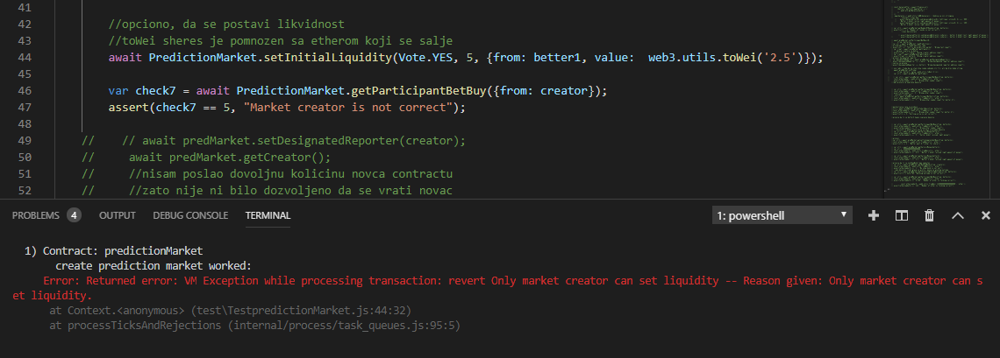 41
42 //opciono, da se postavi likvidnost
43 //toWei sheres je pomnozen sa etherom koji se salje
44 await PredictionMarket.setInitialLiquidity(Vote.YES, 5, {from: better1, value:  web3.utils.toWei('2.5')});
45
46 var check7 = await PredictionMarket.getParticipantBetBuy({from: creator});
47 assert(check7 == 5, "Market creator is not correct");
48
49 //    // await predMarket.setDesignatedReporter(creator);
50 //     await predMarket.getCreator();
51 //     //nisam poslao dovoljnu kolicinu novca contractu
52 //     //zato nije ni bilo dozvoljeno da se vrati novac
PROBLEMS 4 OUTPUT DEBUG CONSOLE TERMINAL 1: powershell
1) Contract: predictionMarket
create prediction market worked:
Error: Returned error: VM Exception while processing transaction: revert Only market creator can set liquidity -- Reason given: Only market creator can s
et liquidity.
at Context.<anonymous> (test\TestpredictionMarket.js:44:32)
at processTicksAndRejections (internal/process/task_queues.js:95:5)